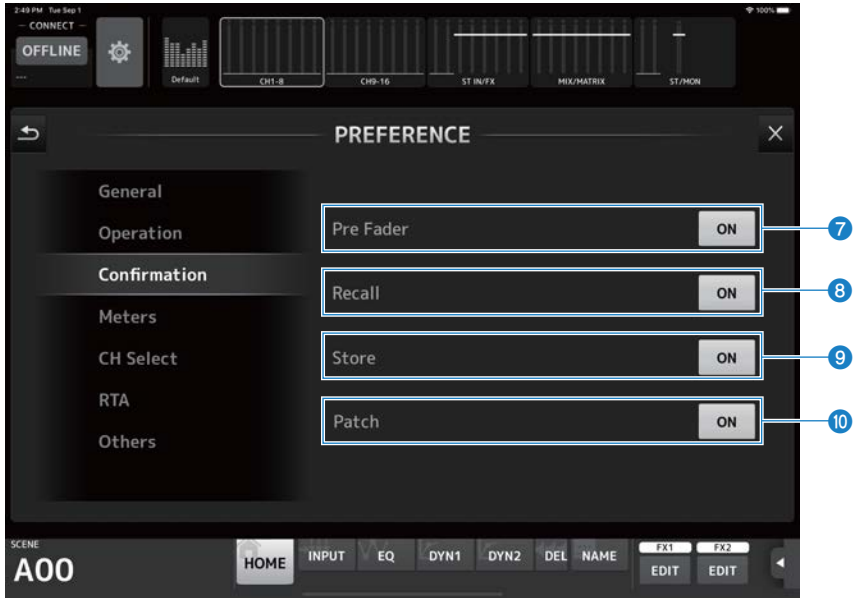 2:49 PM Tue Sep 1
100%
CONNECT
OFFLINE
---
Default
CH1-8
CH9-16
ST IN/FX
MIX/MATRIX
ST/MON
PREFERENCE
General
Operation
Confirmation
Meters
CH Select
RTA
Others
Pre Fader ON 7
Recall ON 8
Store ON 9
Patch ON 10
SCENE
A00
HOME
INPUT
EQ
DYN1
DYN2
DEL
NAME
FX1
EDIT
FX2
EDIT